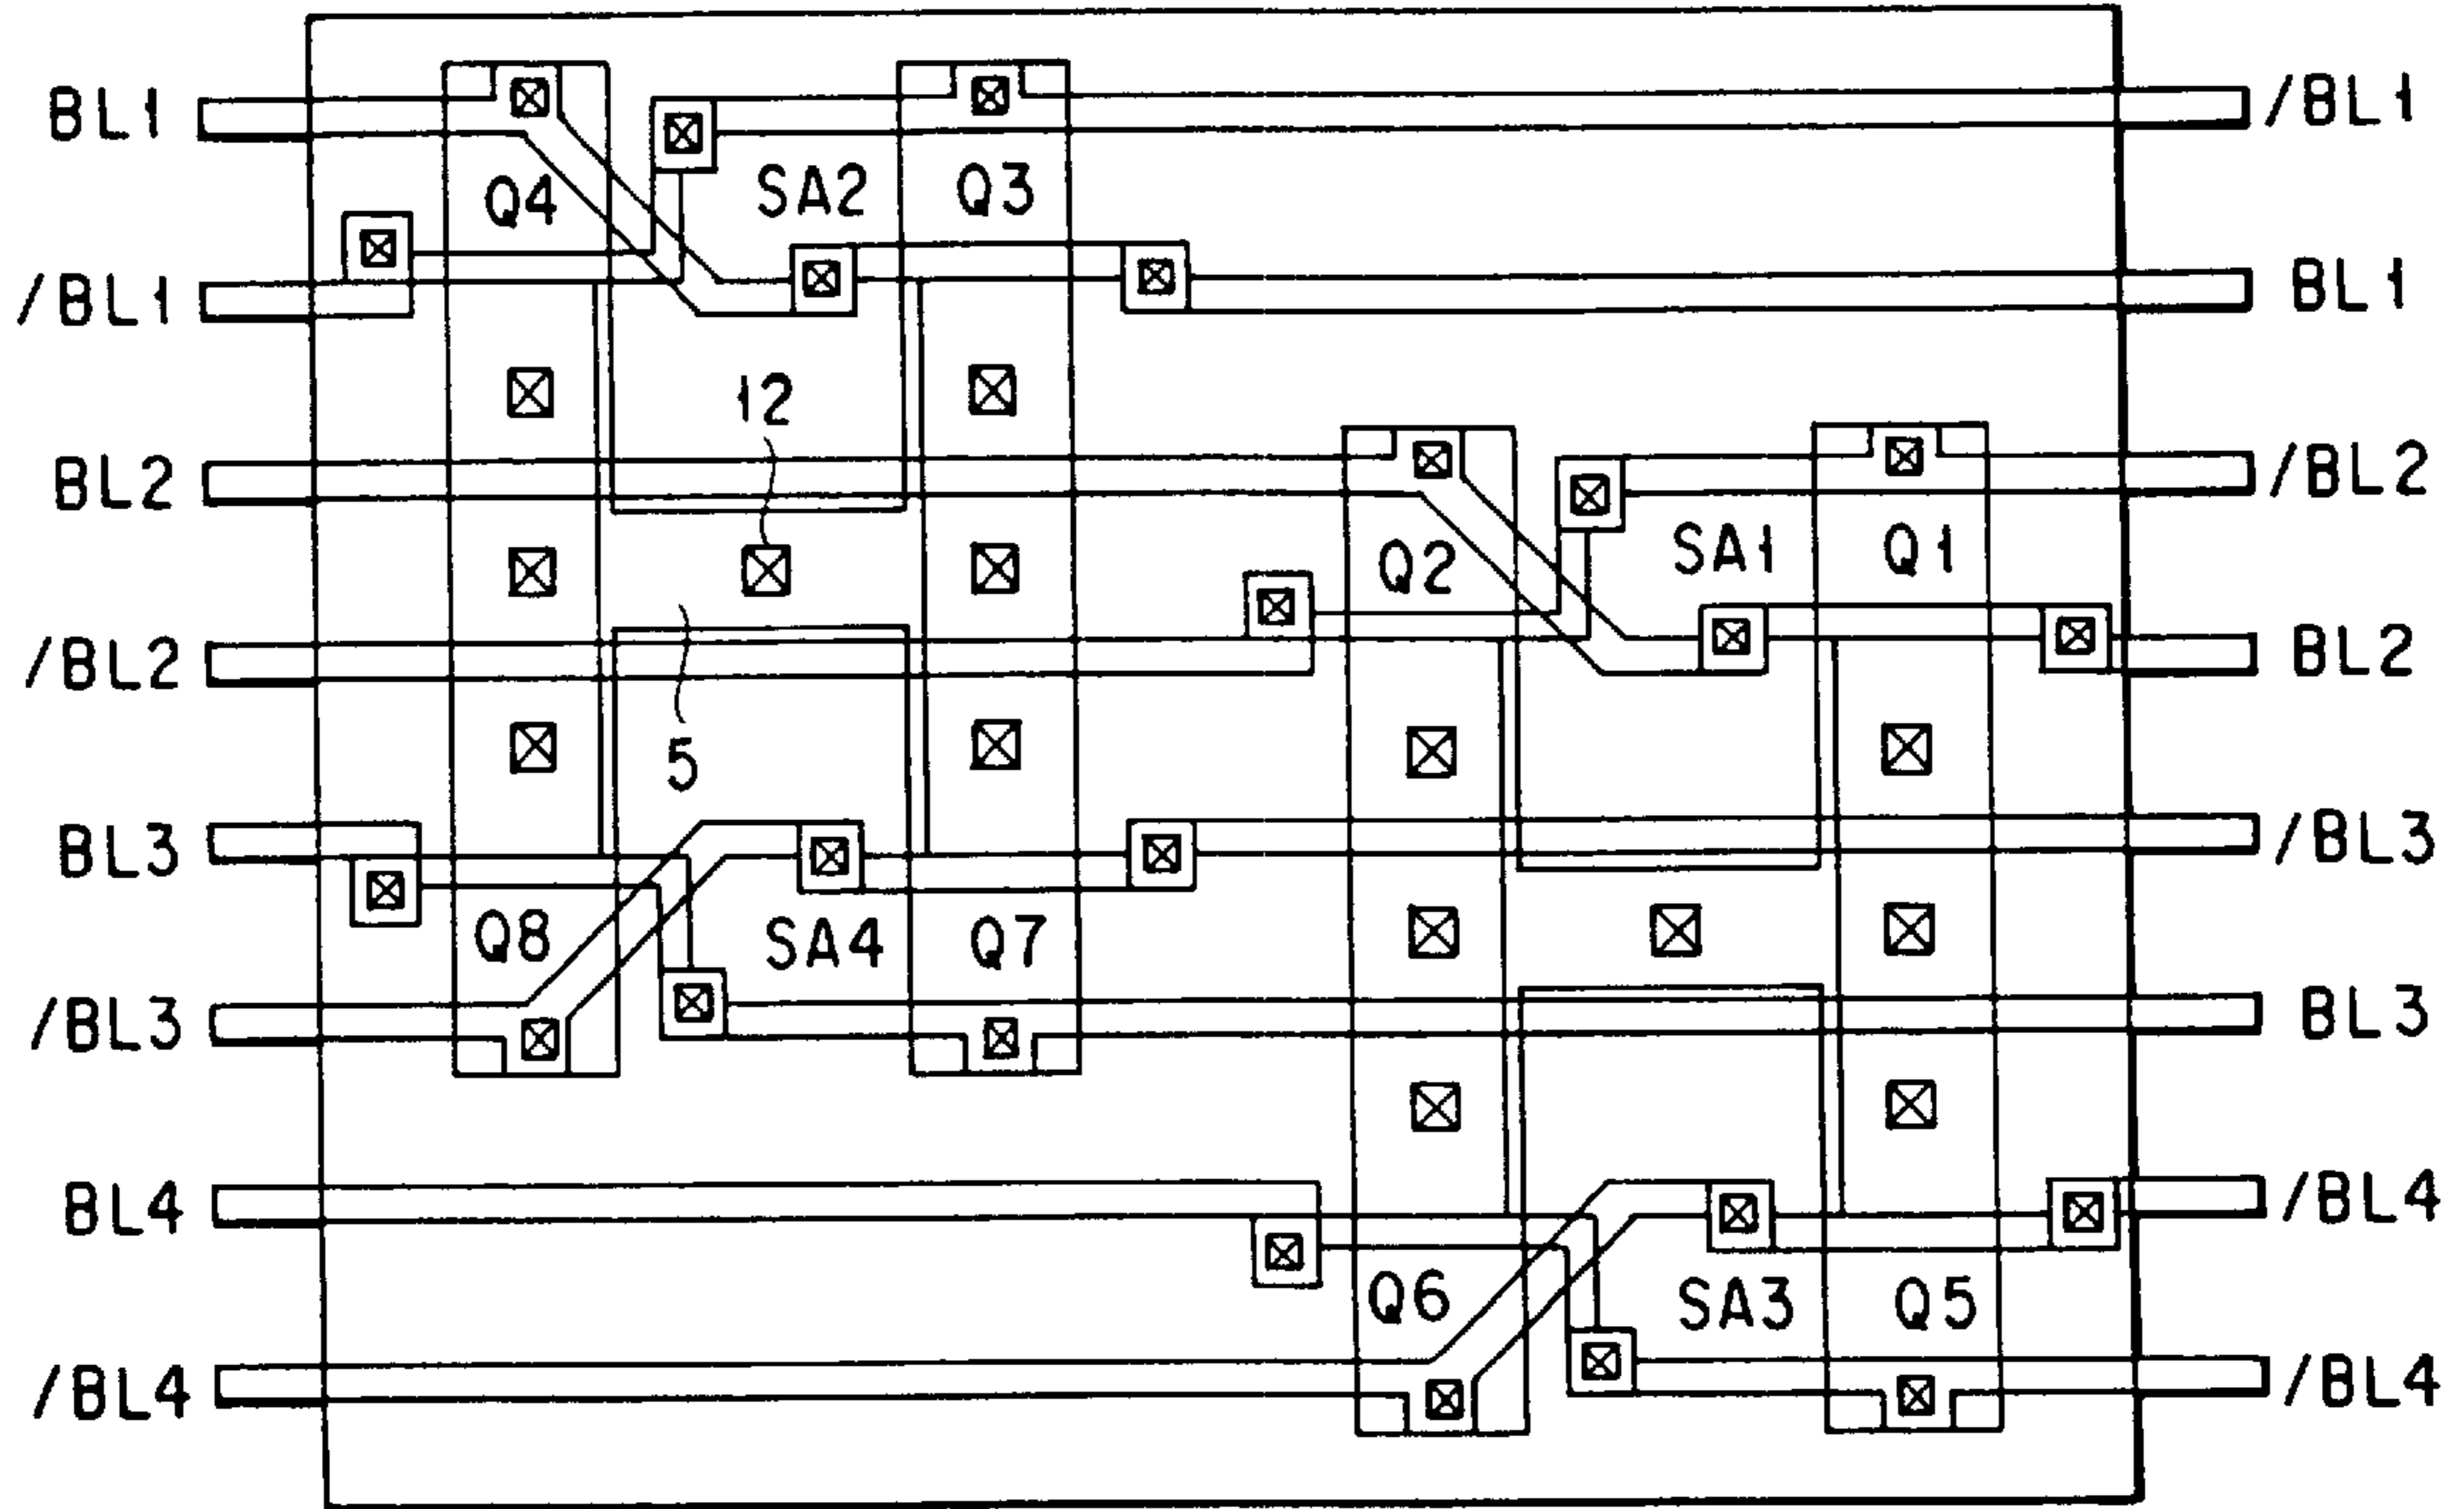 BL1 /BL1
Q4 SA2 Q3
/BL1 BL1
12
BL2 /BL2
Q2 SA1 Q1
/BL2 BL2
5
BL3 /BL3
Q8 SA4 Q7
/BL3 BL3
BL4 /BL4
Q6 SA3 Q5
/BL4 /BL4